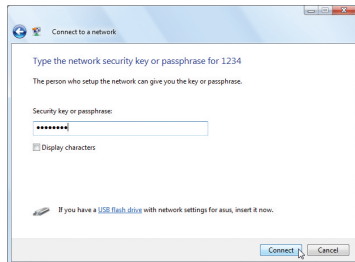 Connect to a network
Type the network security key or passphrase for 1234
The person who setup the network can give you the key or passphrase.
Security key or passphrase:
••••••••
Display characters
If you have a USB flash drive with network settings for asus, insert it now.
Connect
Cancel